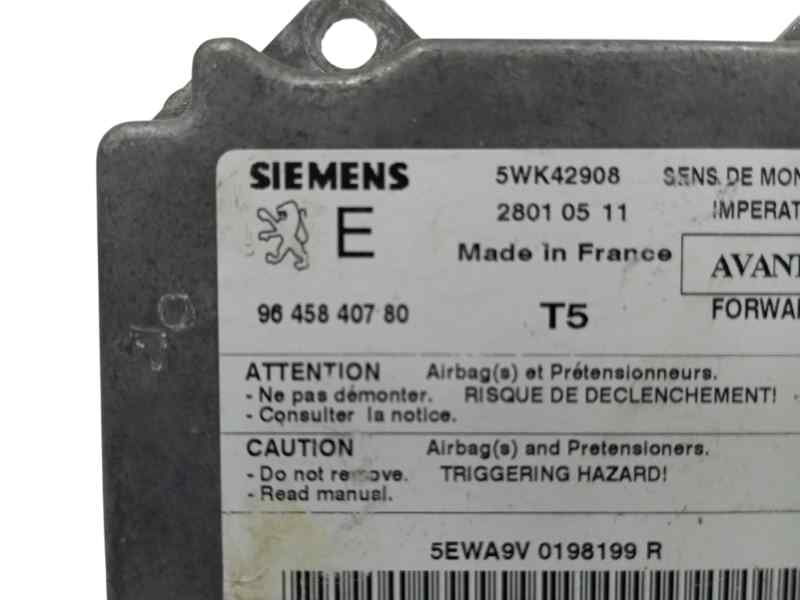 SIEMENS 5WK42908 SENS DE
E 2801 05 11
Made in France
96 458 407 80 T5
ATTENTION Airbag(s) et Prétensionneurs.
- Ne pas démonter. RISQUE DE DECLENCHEMENT!
- Consulter la notice.
CAUTION Airbag(s) and Pretensioners.
- Do not remove. TRIGGERING HAZARD!
- Read manual.
5EWA9V 0198199 R